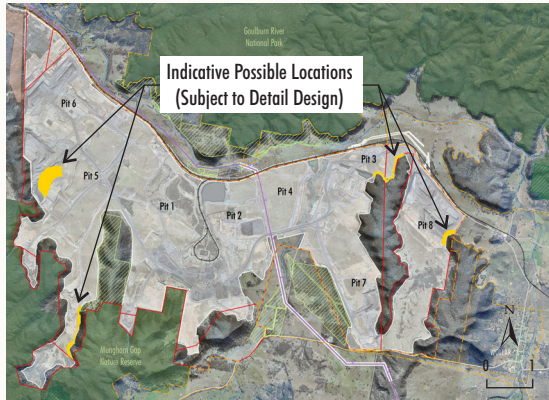 Goulburn River
National Park
Indicative Possible Locations
(Subject to Detail Design)
Pit 6
Pit 3
Pit 5
Pit 4
Pit 1
Pit 2
Pit 8
Pit 7
Munghorn Gap
Nature Reserve
N
0 1